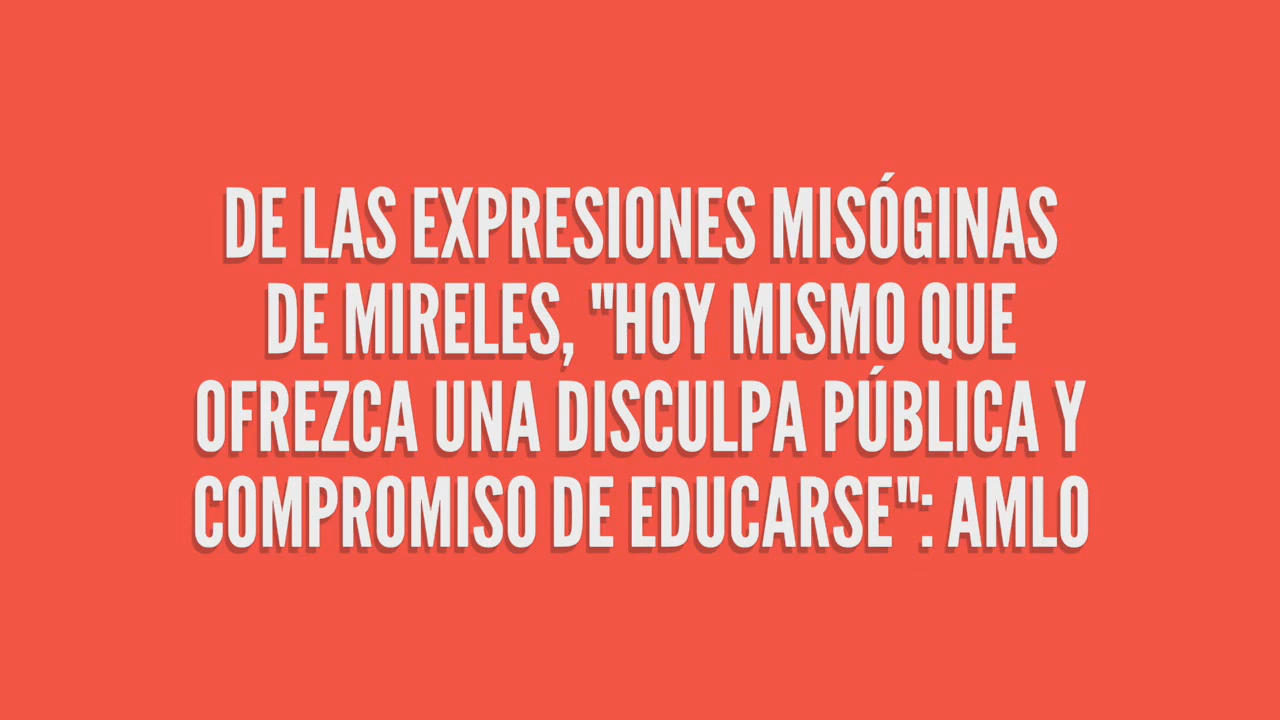 DE LAS EXPRESIONES MISÓGINAS
DE MIRELES, "HOY MISMO QUE
OFREZCA UNA DISCULPA PÚBLICA Y
COMPROMISO DE EDUCARSE": AMLO